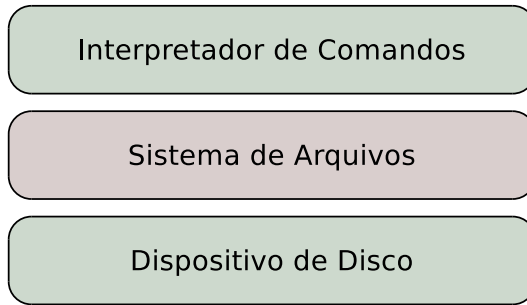 Interpretador de Comandos
Sistema de Arquivos
Dispositivo de Disco